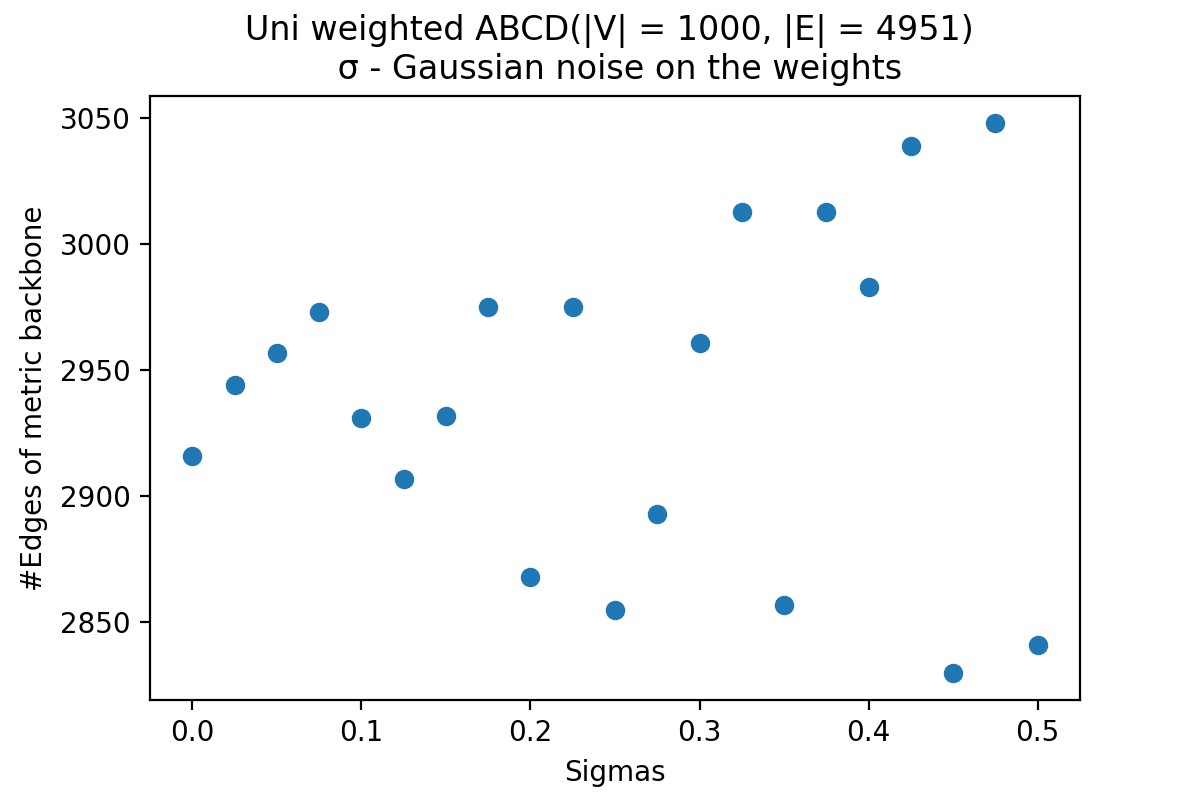 Uni weighted ABCD(|V| = 1000, |E| = 4951)
σ - Gaussian noise on the weights
#Edges of metric backbone
3050
3000
2950
2900
2850
0.0 0.1 0.2 0.3 0.4 0.5
Sigmas